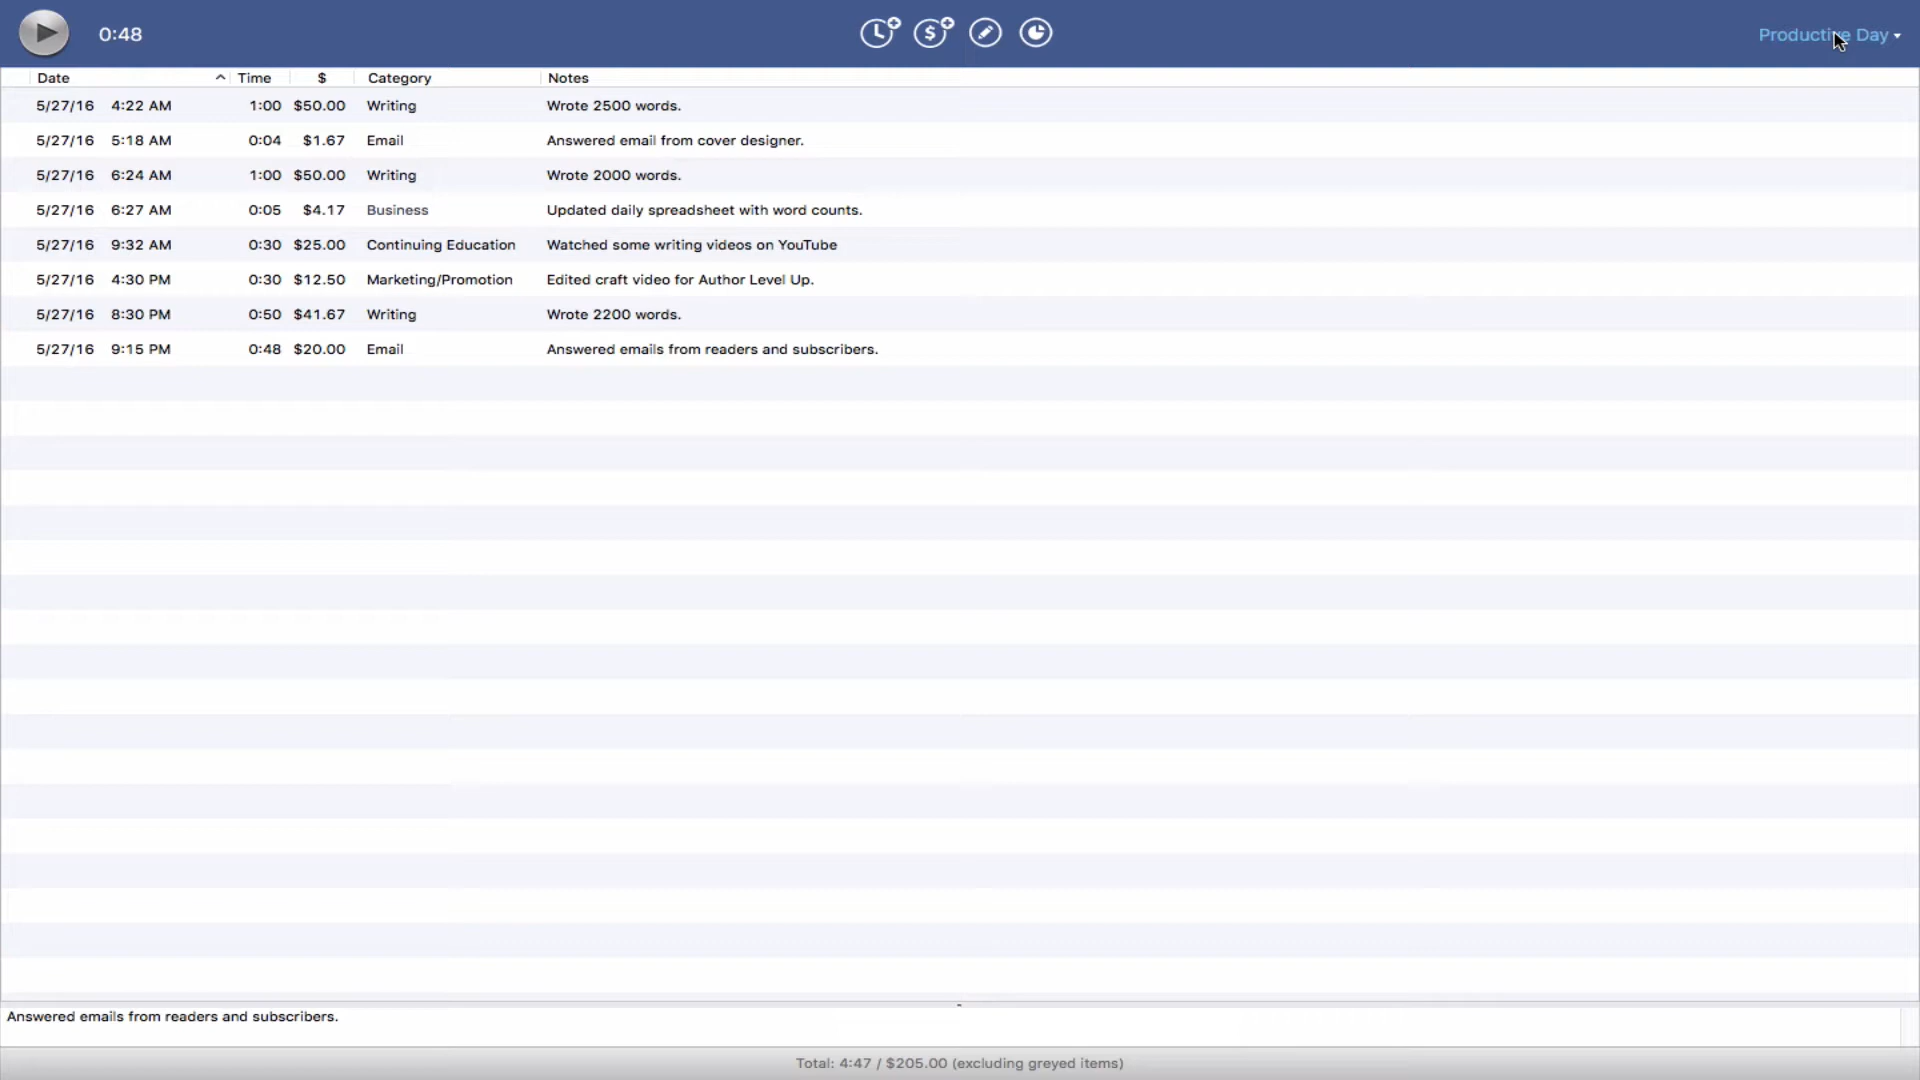 0:48 Productive Day
Date Time $ Category Notes
5/27/16 4:22 AM 1:00 $50.00 Writing Wrote 2500 words.
5/27/16 5:18 AM 0:04 $1.67 Email Answered email from cover designer.
5/27/16 6:24 AM 1:00 $50.00 Writing Wrote 2000 words.
5/27/16 6:27 AM 0:05 $4.17 Business Updated daily spreadsheet with word counts.
5/27/16 9:32 AM 0:30 $25.00 Continuing Education Watched some writing videos on YouTube
5/27/16 4:30 PM 0:30 $12.50 Marketing/Promotion Edited craft video for Author Level Up.
5/27/16 8:30 PM 0:50 $41.67 Writing Wrote 2200 words.
5/27/16 9:15 PM 0:48 $20.00 Email Answered emails from readers and subscribers.
Answered emails from readers and subscribers.
Total: 4:47 / $205.00 (excluding greyed items)